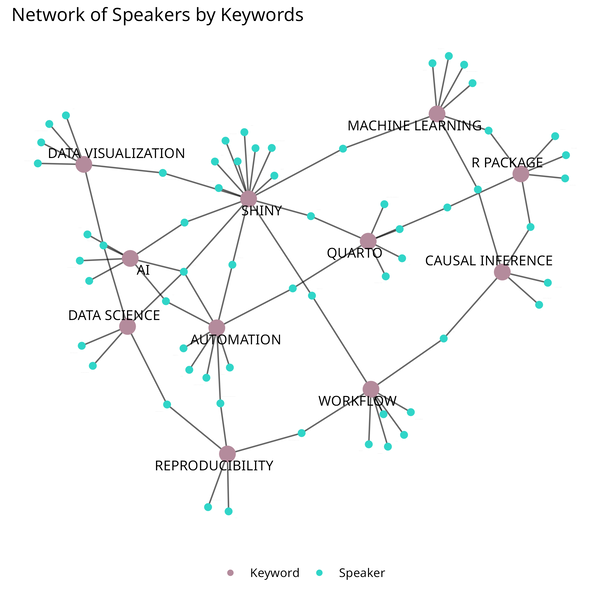 Network of Speakers by Keywords
MACHINE LEARNING
DATA VISUALIZATION
R PACKAGE
SHINY
QUARTO
CAUSAL INFERENCE
AI
DATA SCIENCE
AUTOMATION
WORKFLOW
REPRODUCIBILITY
Keyword Speaker